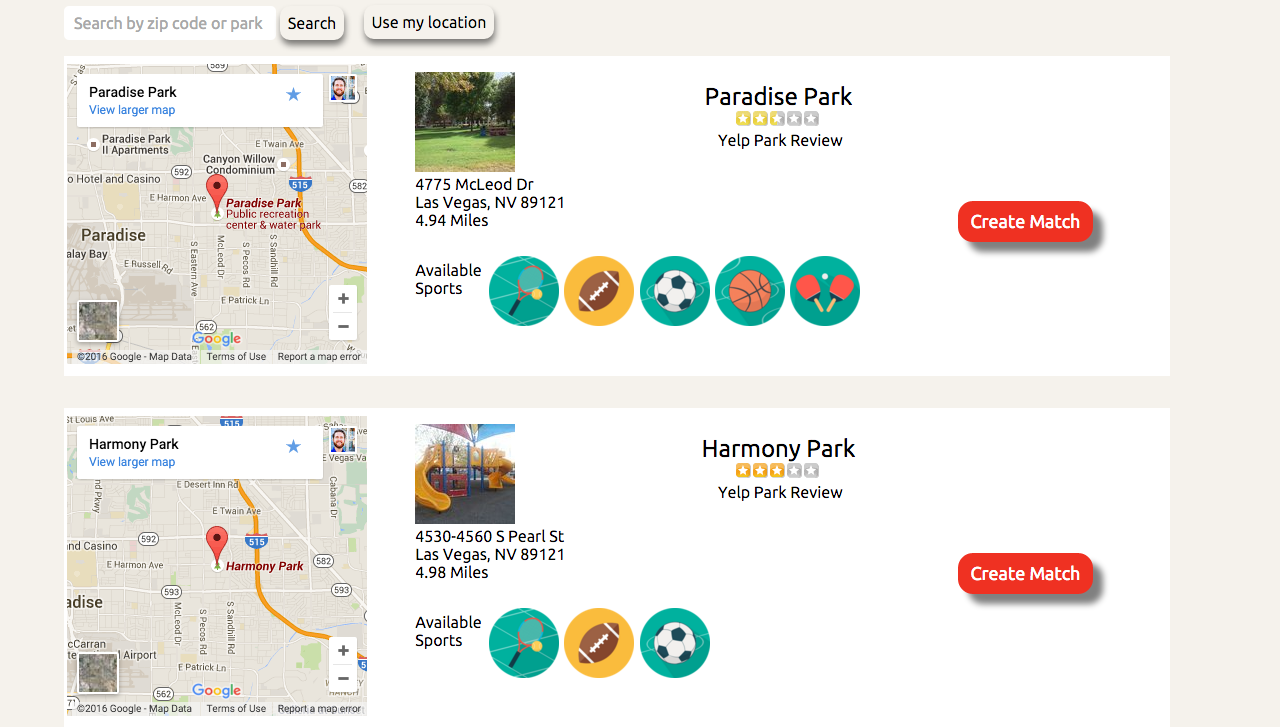 Search by zip code or park
Search
Use my location
589
Paradise Park
View larger map
Paradise Park
II Apartments
E Twain Ave
Canyon Willow
Condominium
592
515
582
o Hotel and Casino
E Harmon Ave
Paradise Park
Public recreation
center & water park
Paradise
alay Bay
E Russell Rd
S Eastern Ave
McLeod Dr
S Pecos Rd
S Sandhill Rd
E Patrick Ln
562
Google
+
−
©2016 Google - Map Data
Terms of Use
Report a map error
Paradise Park
Yelp Park Review
4775 McLeod Dr
Las Vegas, NV 89121
4.94 Miles
Create Match
Available
Sports
St Louis Ave
515
Harmony Park
View larger map
E Vegas Va
E Desert Inn Rd
E Twain Ave
Cabana Dr
nd Pkwy
592
515
nd Casino
582
E Harmon Ave
Harmony Park
593
593
adise
McLeod Dr
S Pecos Rd
S Sandhill Rd
cCarran
Airport
E Patrick Ln
562
Google
+
−
©2016 Google - Map Data
Terms of Use
Report a map error
Harmony Park
Yelp Park Review
4530-4560 S Pearl St
Las Vegas, NV 89121
4.98 Miles
Create Match
Available
Sports